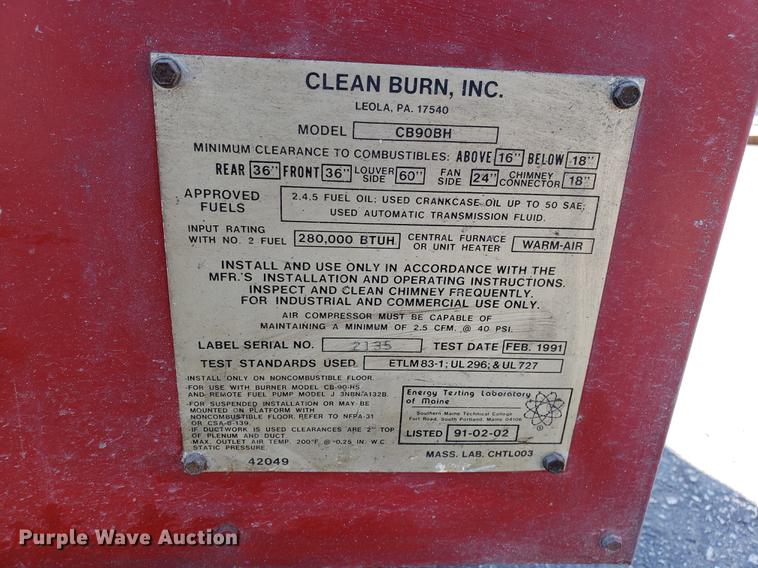 CLEAN BURN, INC.
LEOLA, PA. 17540
MODEL CB90BH
MINIMUM CLEARANCE TO COMBUSTIBLES: ABOVE 16" BELOW 18"
REAR 36" FRONT 36" LOUVER SIDE 60" FAN SIDE 24" CHIMNEY CONNECTOR 18"
APPROVED FUELS
2,4,5 FUEL OIL; USED CRANKCASE OIL UP TO 50 SAE;
USED AUTOMATIC TRANSMISSION FLUID.
INPUT RATING WITH NO. 2 FUEL 280,000 BTUH CENTRAL FURNACE OR UNIT HEATER WARM-AIR
INSTALL AND USE ONLY IN ACCORDANCE WITH THE
MFR.'S INSTALLATION AND OPERATING INSTRUCTIONS.
INSPECT AND CLEAN CHIMNEY FREQUENTLY.
FOR INDUSTRIAL AND COMMERCIAL USE ONLY.
AIR COMPRESSOR MUST BE CAPABLE OF
MAINTAINING A MINIMUM OF 2.5 CFM. @ 40 PSI.
LABEL SERIAL NO. 2135 TEST DATE FEB. 1991
TEST STANDARDS USED ETLM83-1; UL296; & UL727
-INSTALL ONLY ON NONCOMBUSTIBLE FLOOR.
-FOR USE WITH BURNER MODEL CB-90-HS
AND REMOTE FUEL PUMP MODEL J 3NBN-A132B.
-FOR SUSPENDED INSTALLATION OR MAY BE
MOUNTED ON PLATFORM WITH
NONCOMBUSTIBLE FLOOR. REFER TO NFPA-31
OR CSA-B-139.
-IF DUCTWORK IS USED CLEARANCES ARE 2" TOP
OF PLENUM AND DUCT.
MAX. OUTLET AIR TEMP. 200°F @ -0.25 IN. W.C.
STATIC PRESSURE.
42049
Energy Testing Laboratory
of Maine
Southern Maine Technical College
Fort Road, South Portland, Maine 04106
LISTED 91-02-02
®
MASS. LAB. CHTL003
Purple Wave Auction